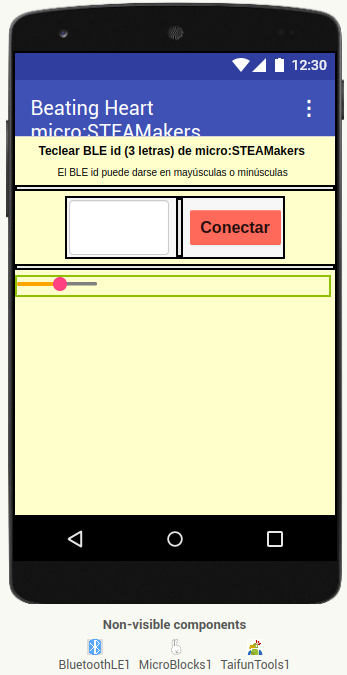 12:30
Beating Heart
micro:STEAMakers
Teclear BLE id (3 letras) de micro:STEAMakers
El BLE id puede darse en mayúsculas o minúsculas
Conectar
Non-visible components
BluetoothLE1 MicroBlocks1 TaifunTools1